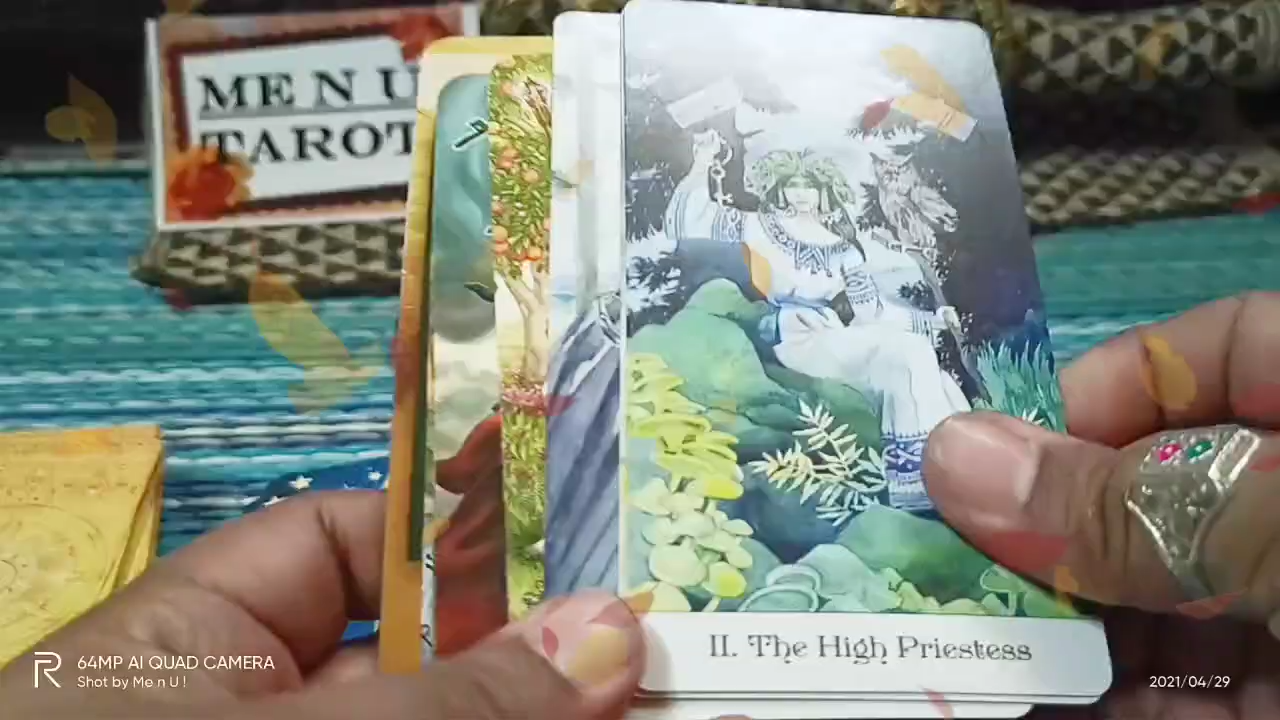 ME N U
TAROT
II. The High Priestess
R
64MP AI QUAD CAMERA
Shot by Me n U !
2021/04/29